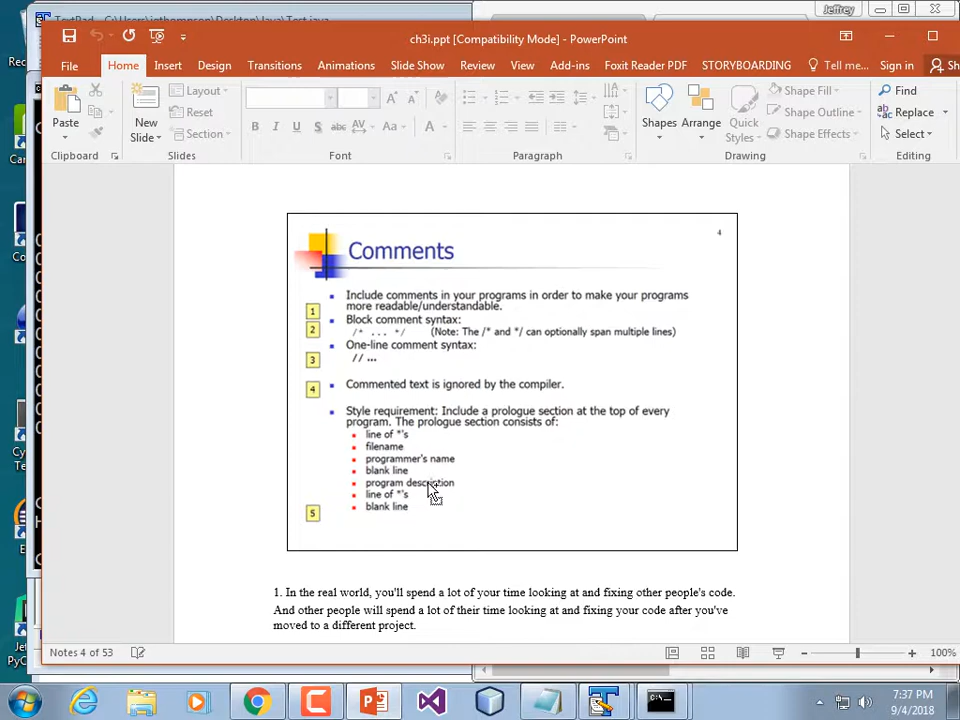 Jeffrey
ch3i.ppt [Compatibility Mode] - PowerPoint
File Home Insert Design Transitions Animations Slide Show Review View Add-ins Foxit Reader PDF STORYBOARDING Tell me... Sign in Sh
Paste
New
Slide
Layout
Reset
Section
B I U S abc AV Aa A
Shapes
Arrange
Quick
Styles
Shape Fill
Shape Outline
Shape Effects
Find
Replace
Select
Clipboard Slides Font Paragraph Drawing Editing
4
Comments
Include comments in your programs in order to make your programs
1 more readable/understandable.
2 Block comment syntax:
/* ... */ (Note: The /* and */ can optionally span multiple lines)
One-line comment syntax:
3 // ...
4 Commented text is ignored by the compiler.
Style requirement: Include a prologue section at the top of every
program. The prologue section consists of:
line of *'s
filename
programmer's name
blank line
program description
line of *'s
5 blank line
1. In the real world, you'll spend a lot of your time looking at and fixing other people's code.
And other people will spend a lot of their time looking at and fixing your code after you've
moved to a different project.
Notes 4 of 53
100%
7:37 PM
9/4/2018